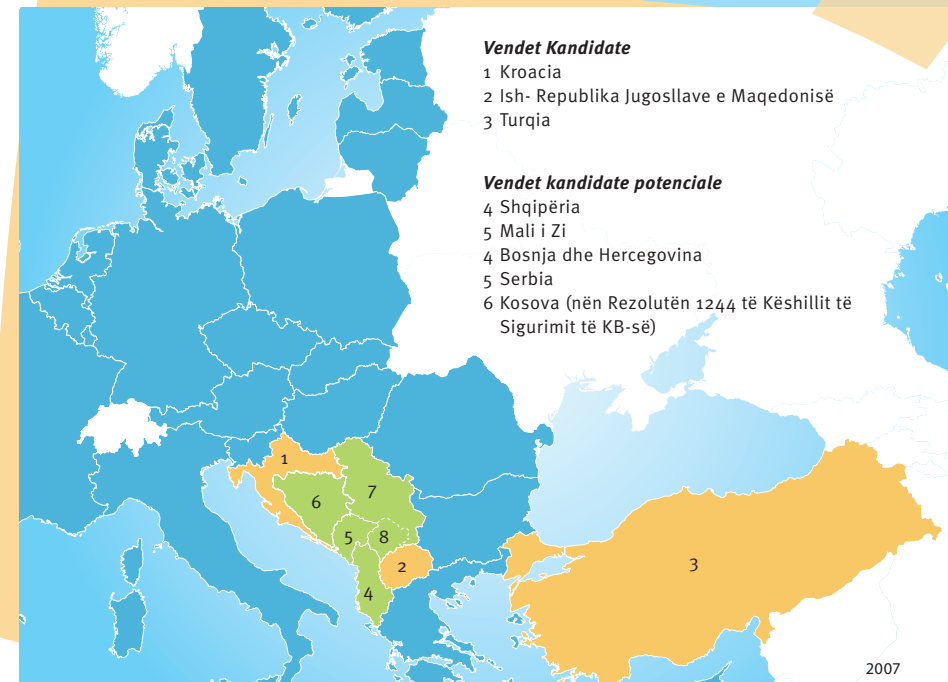 Vendet Kandidate
1 Kroacia
2 Ish- Republika Jugosllave e Maqedonisë
3 Turqia
Vendet kandidate potenciale
4 Shqipëria
5 Mali i Zi
4 Bosnja dhe Hercegovina
5 Serbia
6 Kosova (nën Rezolutën 1244 të Këshillit të
Sigurimit të KB-së)
1
6
7
5
8
2
3
4
2007